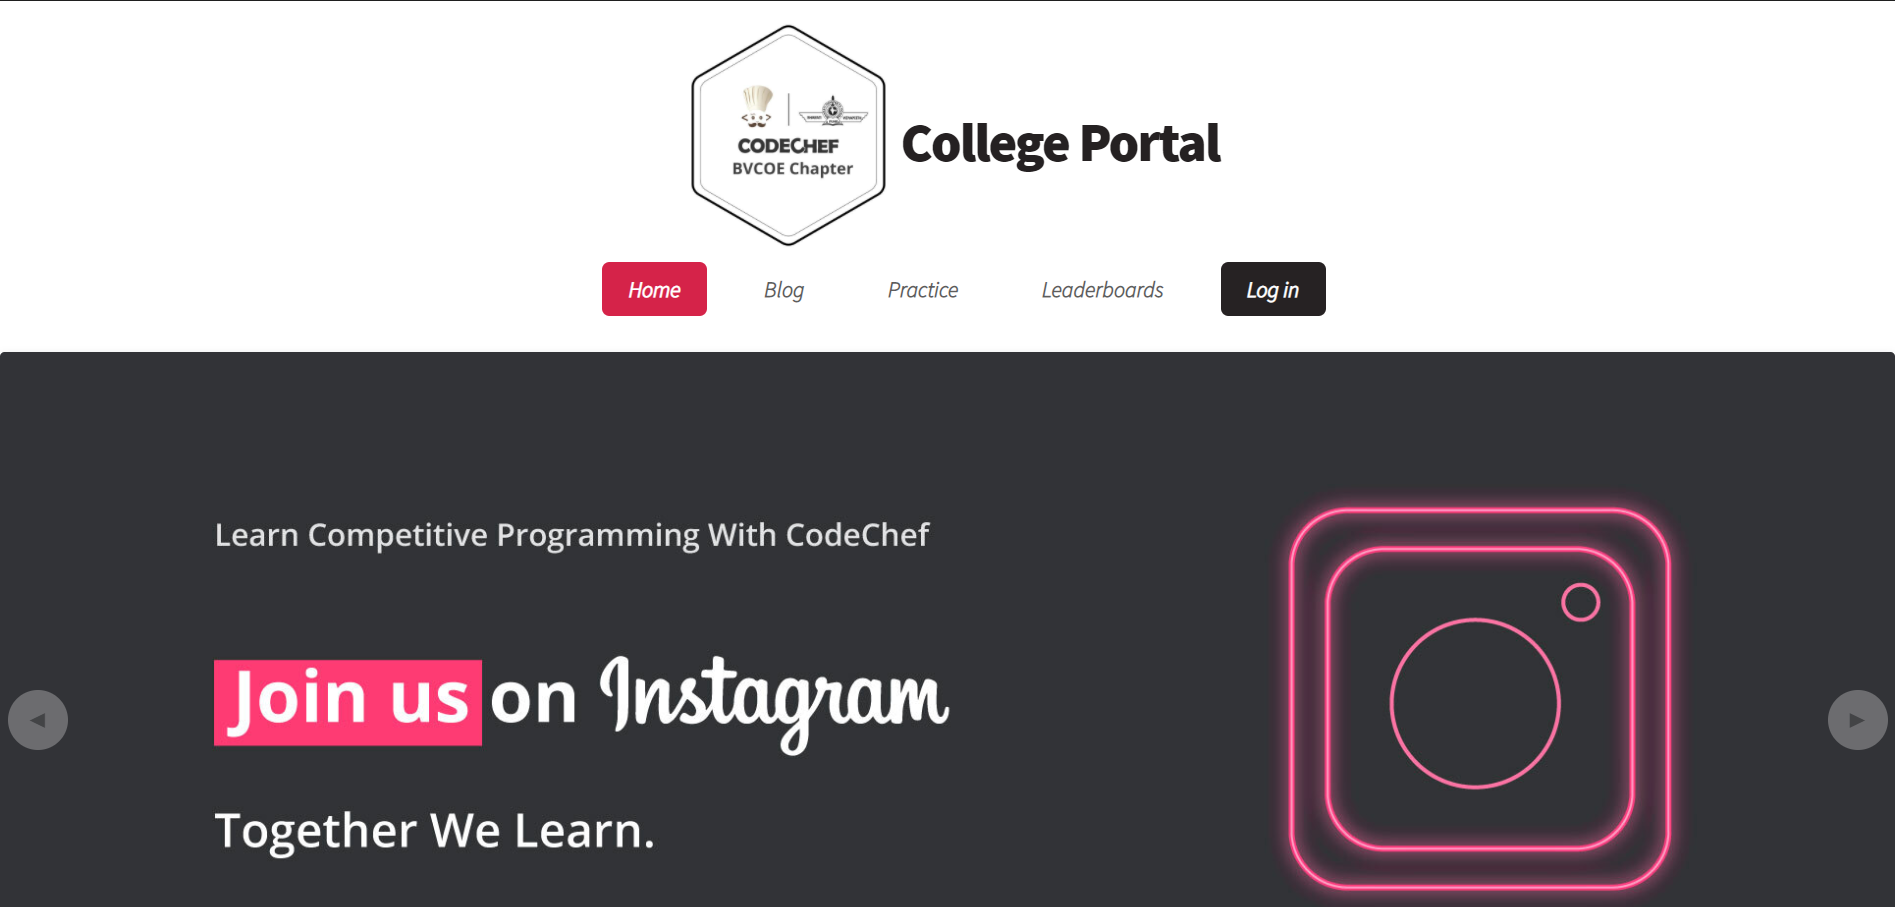 CODECHEF
BVCOE Chapter
College Portal
Home Blog Practice Leaderboards Log in
Learn Competitive Programming With CodeChef
Join us on Instagram
Together We Learn.